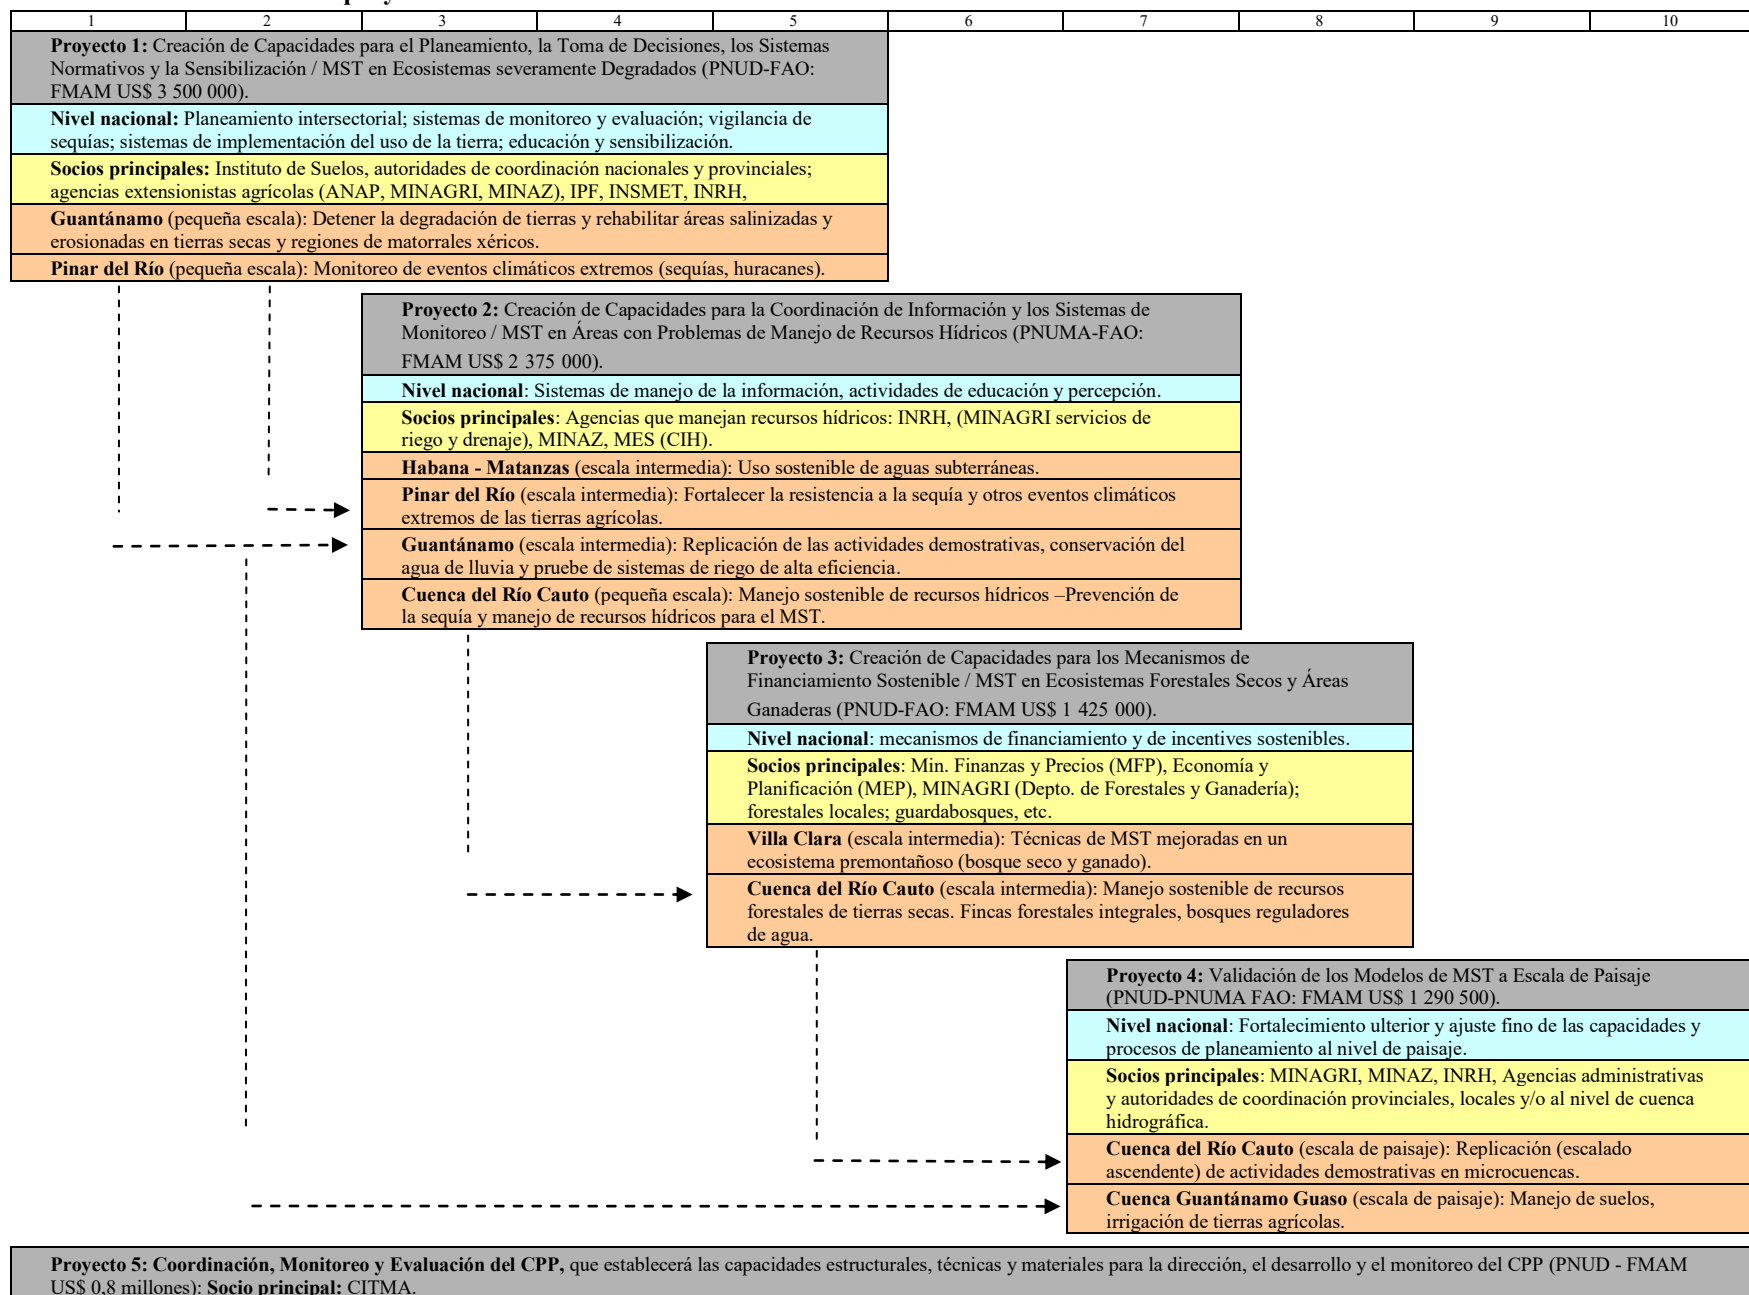 1 2 3 4 5 6 7 8 9 10
Proyecto 1: Creación de Capacidades para el Planeamiento, la Toma de Decisiones, los Sistemas
Normativos y la Sensibilización / MST en Ecosistemas severamente Degradados (PNUD-FAO:
FMAM US$ 3 500 000).
Nivel nacional: Planeamiento intersectorial; sistemas de monitoreo y evaluación; vigilancia de
sequías; sistemas de implementación del uso de la tierra; educación y sensibilización.
Socios principales: Instituto de Suelos, autoridades de coordinación nacionales y provinciales;
agencias extensionistas agrícolas (ANAP, MINAGRI, MINAZ), IPF, INSMET, INRH,
Guantánamo (pequeña escala): Detener la degradación de tierras y rehabilitar áreas salinizadas y
erosionadas en tierras secas y regiones de matorrales xéricos.
Pinar del Río (pequeña escala): Monitoreo de eventos climáticos extremos (sequías, huracanes).
Proyecto 2: Creación de Capacidades para la Coordinación de Información y los Sistemas de
Monitoreo / MST en Áreas con Problemas de Manejo de Recursos Hídricos (PNUMA-FAO:
FMAM US$ 2 375 000).
Nivel nacional: Sistemas de manejo de la información, actividades de educación y percepción.
Socios principales: Agencias que manejan recursos hídricos: INRH, (MINAGRI servicios de
riego y drenaje), MINAZ, MES (CIH).
Habana - Matanzas (escala intermedia): Uso sostenible de aguas subterráneas.
Pinar del Río (escala intermedia): Fortalecer la resistencia a la sequía y otros eventos climáticos
extremos de las tierras agrícolas.
Guantánamo (escala intermedia): Replicación de las actividades demostrativas, conservación del
agua de lluvia y pruebe de sistemas de riego de alta eficiencia.
Cuenca del Río Cauto (pequeña escala): Manejo sostenible de recursos hídricos –Prevención de
la sequía y manejo de recursos hídricos para el MST.
Proyecto 3: Creación de Capacidades para los Mecanismos de
Financiamiento Sostenible / MST en Ecosistemas Forestales Secos y Áreas
Ganaderas (PNUD-FAO: FMAM US$ 1 425 000).
Nivel nacional: mecanismos de financiamiento y de incentives sostenibles.
Socios principales: Min. Finanzas y Precios (MFP), Economía y
Planificación (MEP), MINAGRI (Depto. de Forestales y Ganadería);
forestales locales; guardabosques, etc.
Villa Clara (escala intermedia): Técnicas de MST mejoradas en un
ecosistema premontañoso (bosque seco y ganado).
Cuenca del Río Cauto (escala intermedia): Manejo sostenible de recursos
forestales de tierras secas. Fincas forestales integrales, bosques reguladores
de agua.
Proyecto 4: Validación de los Modelos de MST a Escala de Paisaje
(PNUD-PNUMA FAO: FMAM US$ 1 290 500).
Nivel nacional: Fortalecimiento ulterior y ajuste fino de las capacidades y
procesos de planeamiento al nivel de paisaje.
Socios principales: MINAGRI, MINAZ, INRH, Agencias administrativas
y autoridades de coordinación provinciales, locales y/o al nivel de cuenca
hidrográfica.
Cuenca del Río Cauto (escala de paisaje): Replicación (escalado
ascendente) de actividades demostrativas en microcuencas.
Cuenca Guantánamo Guaso (escala de paisaje): Manejo de suelos,
irrigación de tierras agrícolas.
Proyecto 5: Coordinación, Monitoreo y Evaluación del CPP, que establecerá las capacidades estructurales, técnicas y materiales para la dirección, el desarrollo y el monitoreo del CPP (PNUD - FMAM
US$ 0,8 millones): Socio principal: CITMA.